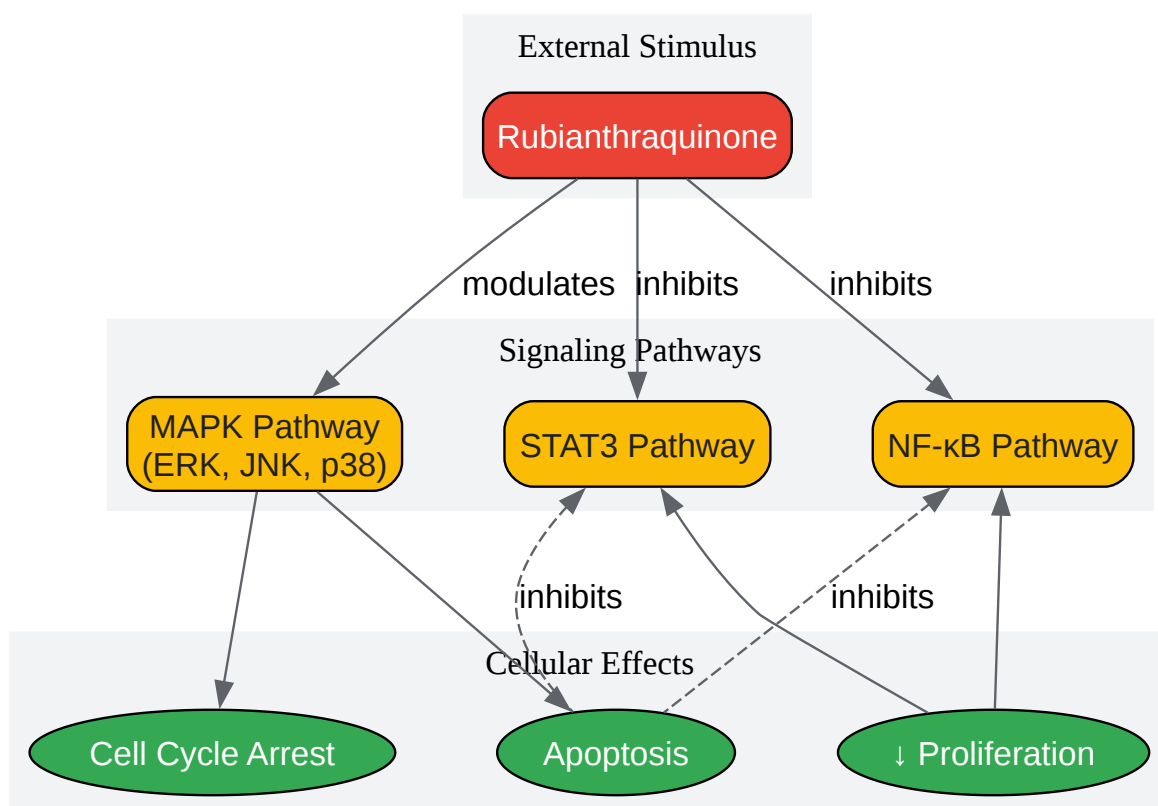 External Stimulus
Rubianthraquinone
modulates
inhibits
inhibits
Signaling Pathways
MAPK Pathway
(ERK, JNK, p38)
STAT3 Pathway
NF-κB Pathway
inhibits
inhibits
Cellular Effects
Cell Cycle Arrest
Apoptosis
↓ Proliferation